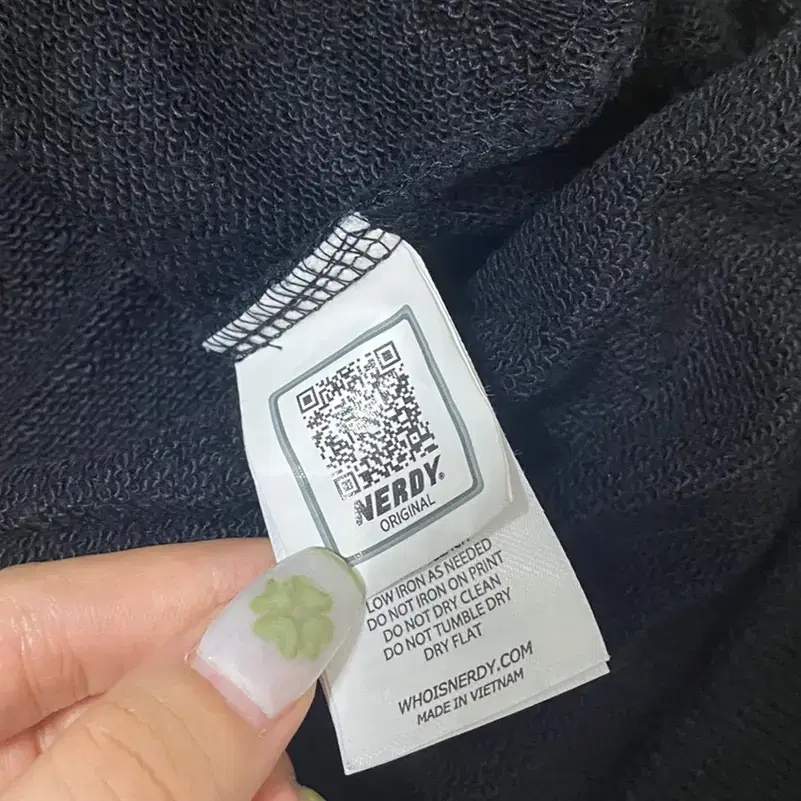 NERDY®
ORIGINAL
LOW IRON AS NEEDED
DO NOT IRON ON PRINT
DO NOT DRY CLEAN
DO NOT TUMBLE DRY
DRY FLAT
WHOISNERDY.COM
MADE IN VIETNAM